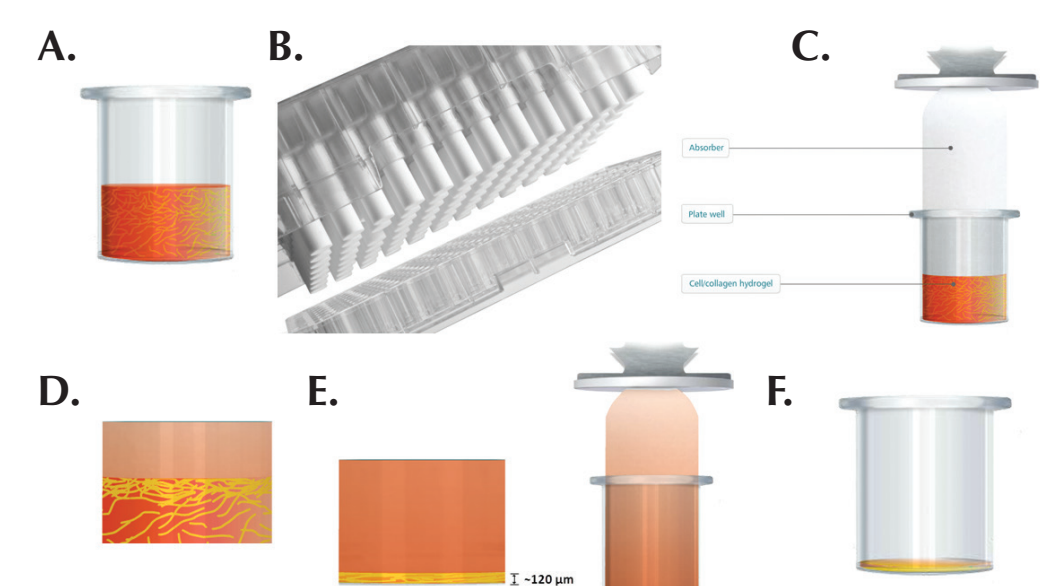 A.
B.
C.
Absorber
Plate well
Cell/collagen hydrogel
D.
E.
F.
~120 μm